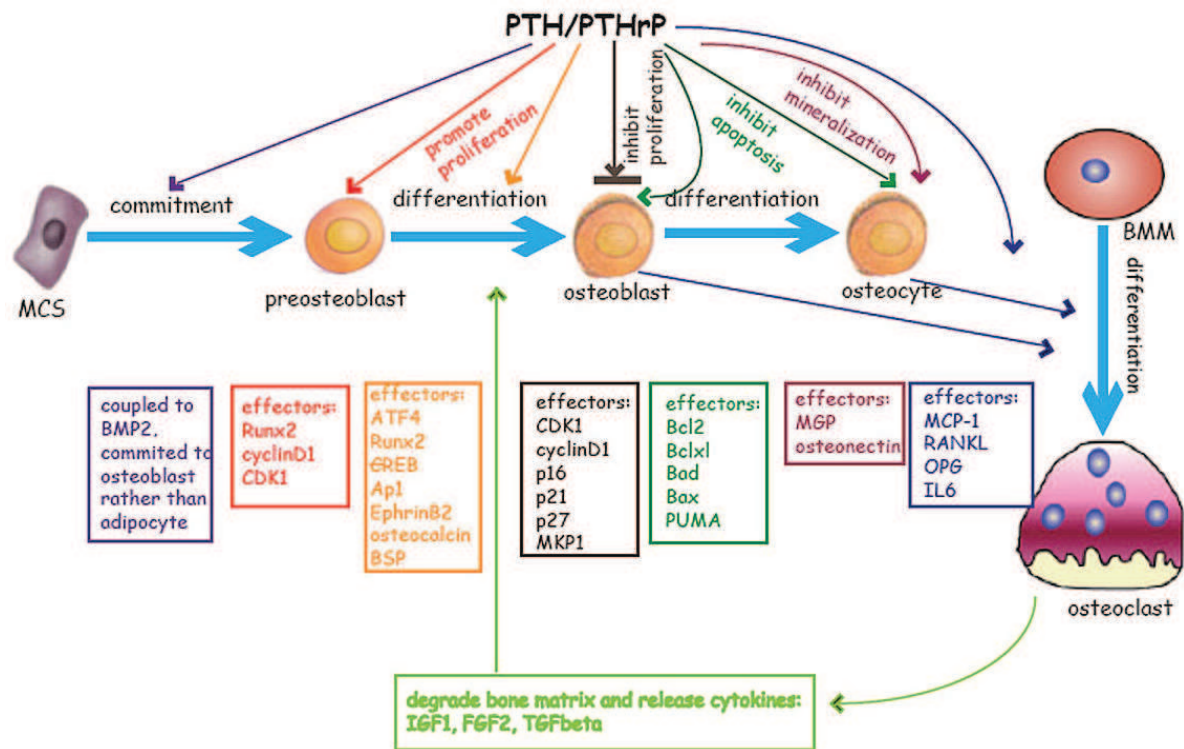 PTH/PTHrP
promote
proliferation
inhibit
proliferation
inhibit
apoptosis
inhibit
mineralization
commitment
differentiation
differentiation
MCS
preosteoblast
osteoblast
osteocyte
BMM
differentiation
coupled to
BMP2,
commited to
osteoblast
rather than
adipocyte
effectors:
Runx2
cyclinD1
CDK1
effectors:
ATF4
Runx2
CREB
Ap1
EphrinB2
osteocalcin
BSP
effectors:
CDK1
cyclinD1
p16
p21
p27
MKP1
effectors:
Bcl2
Bclxl
Bad
Bax
PUMA
effectors:
MGP
osteonectin
effectors:
MCP-1
RANKL
OPG
IL6
osteoclast
degrade bone matrix and release cytokines:
IGF1, FGF2, TGFbeta